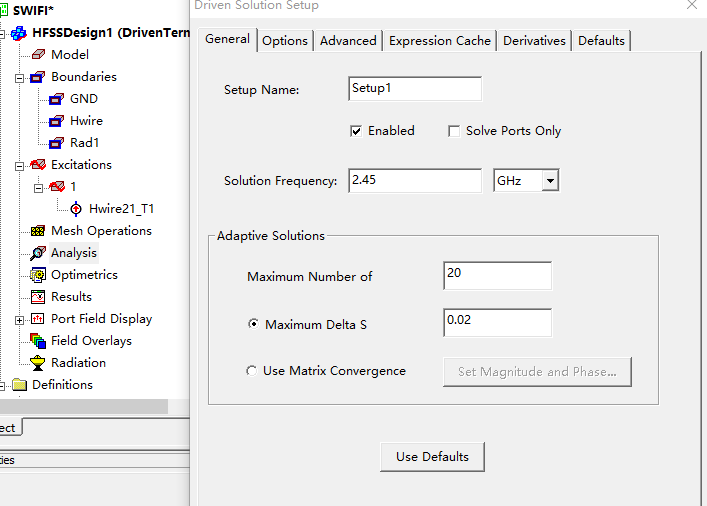 SWIFI*
HFSSDesign1 (DrivenTern
Model
Boundaries
GND
Hwire
Rad1
Excitations
1
Hwire21_T1
Mesh Operations
Analysis
Optimetrics
Results
Port Field Display
Field Overlays
Radiation
Definitions
ect
ties
Driven Solution Setup
General
Options
Advanced
Expression Cache
Derivatives
Defaults
Setup Name:
Setup1
Enabled
Solve Ports Only
Solution Frequency:
2.45
GHz
Adaptive Solutions
Maximum Number of
20
Maximum Delta S
0.02
Use Matrix Convergence
Set Magnitude and Phase...
Use Defaults